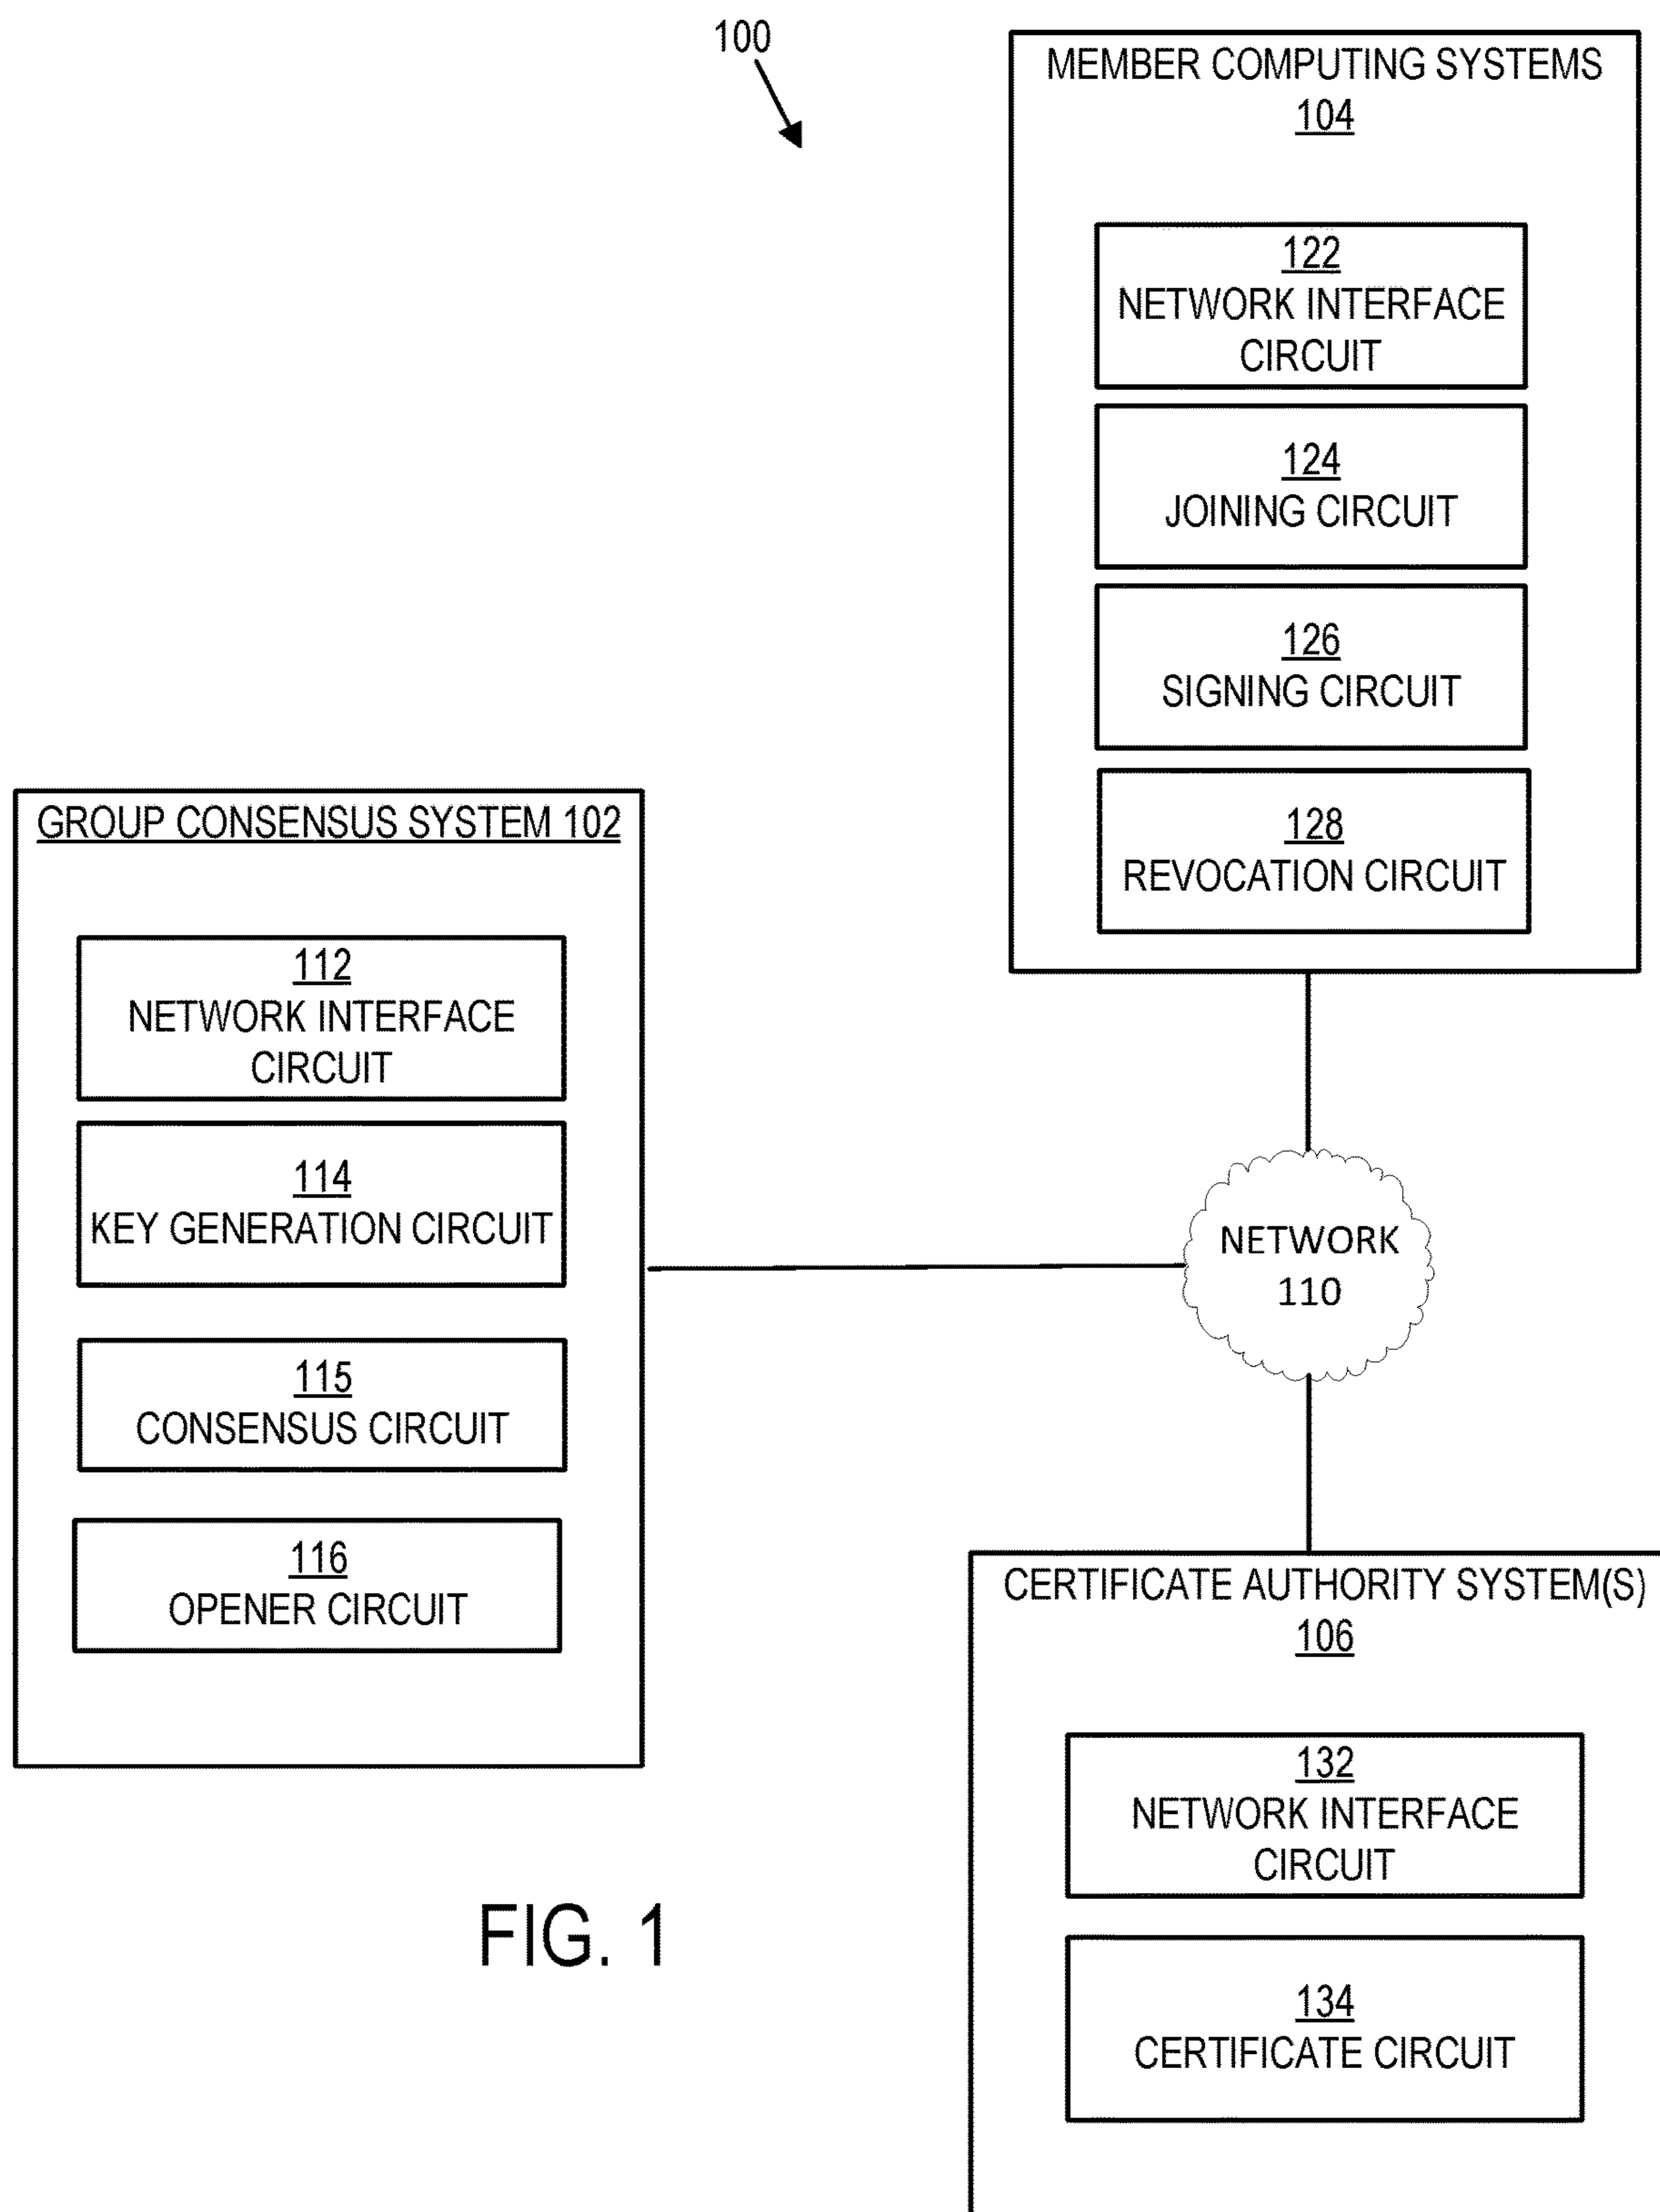 100
MEMBER COMPUTING SYSTEMS
104
122
NETWORK INTERFACE
CIRCUIT
124
JOINING CIRCUIT
126
SIGNING CIRCUIT
128
REVOCATION CIRCUIT
GROUP CONSENSUS SYSTEM 102
112
NETWORK INTERFACE
CIRCUIT
114
KEY GENERATION CIRCUIT
115
CONSENSUS CIRCUIT
116
OPENER CIRCUIT
NETWORK
110
CERTIFICATE AUTHORITY SYSTEM(S)
106
132
NETWORK INTERFACE
CIRCUIT
134
CERTIFICATE CIRCUIT
FIG. 1